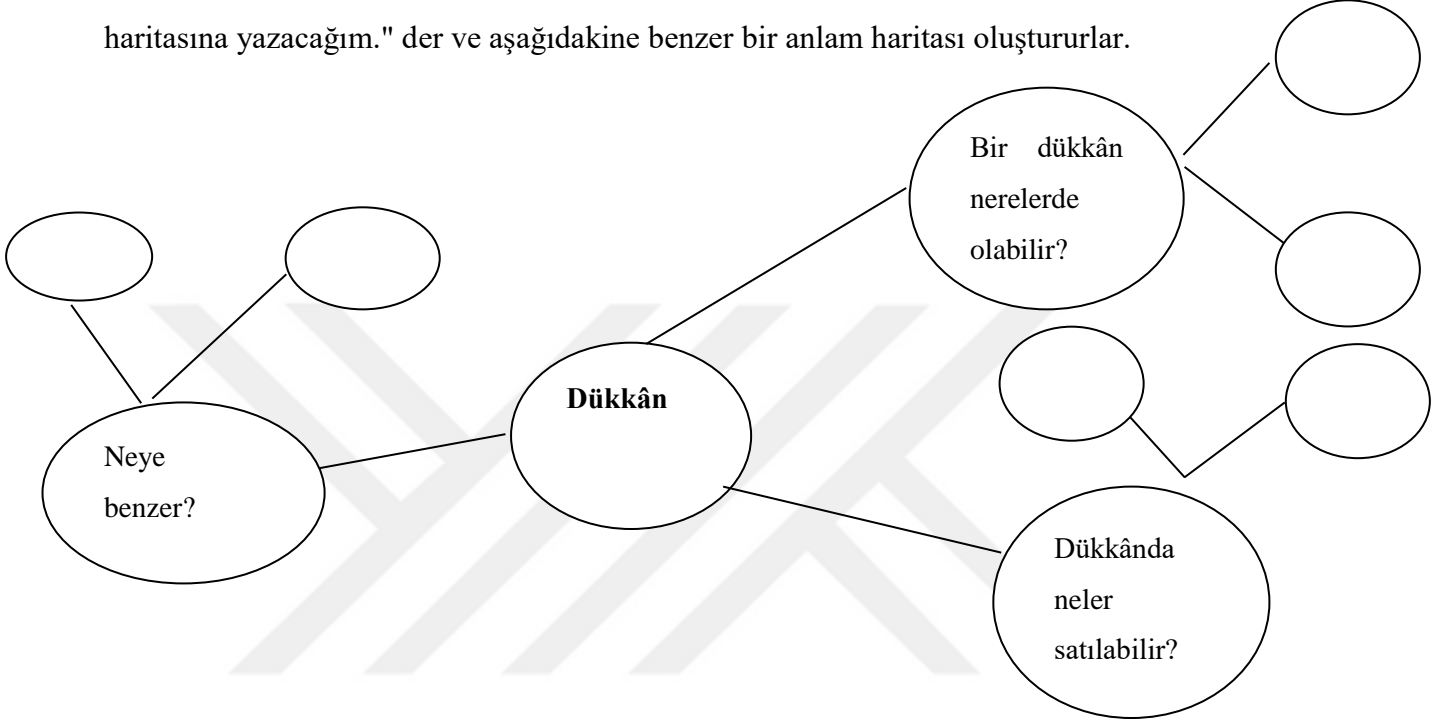 haritasına yazacağım." der ve aşağıdakine benzer bir anlam haritası oluştururlar.
Bir dükkân
nerelerde
olabilir?
Dükkân
Neye
benzer?
Dükkânda
neler
satılabilir?